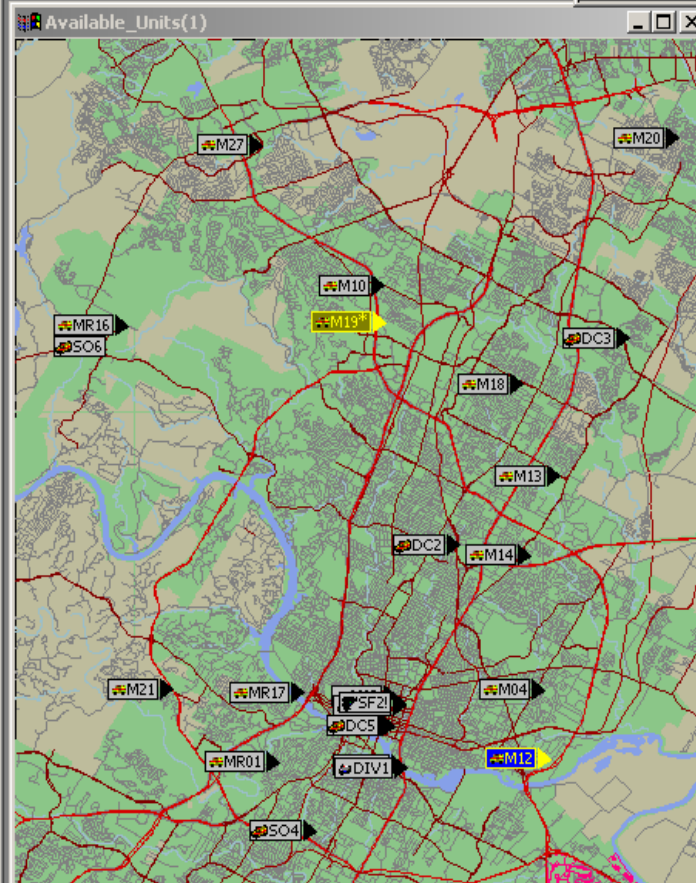 Available_Units(1)
M20
M27
M10
M19*
MR16
DC3
SO6
M18
M13
DC2
M14
M21
MR17
M04
SF2!
DC5
M12
MR01
DIV1
SO4